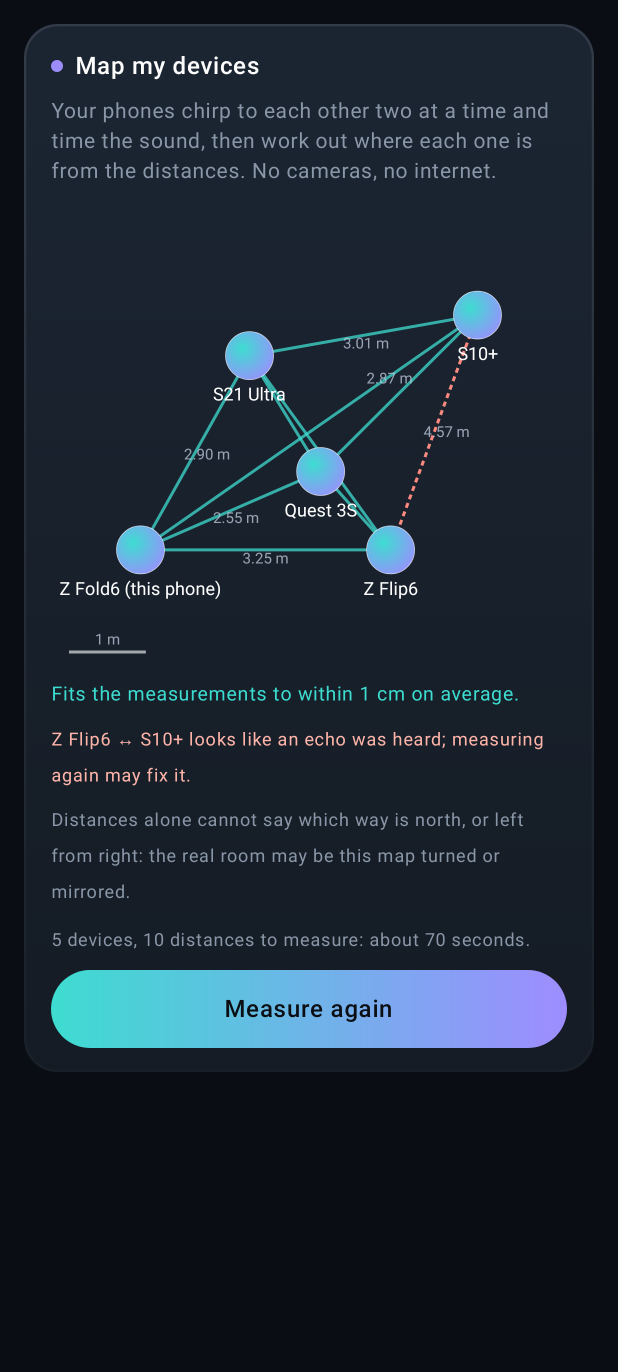 Map my devices
Your phones chirp to each other two at a time and
time the sound, then work out where each one is
from the distances. No cameras, no internet.
3.01 m
S10+
2.87 m
S21 Ultra
4.57 m
2.90 m
Quest 3S
2.55 m
3.25 m
Z Fold6 (this phone)
Z Flip6
1 m
Fits the measurements to within 1 cm on average.
Z Flip6 ↔ S10+ looks like an echo was heard; measuring
again may fix it.
Distances alone cannot say which way is north, or left
from right: the real room may be this map turned or
mirrored.
5 devices, 10 distances to measure: about 70 seconds.
Measure again